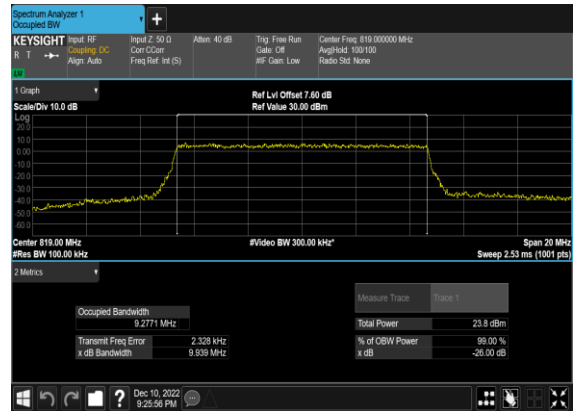 Spectrum Analyzer 1
Occupied BW
KEYSIGHT
R T
LXI
Input: RF
Coupling: DC
Align: Auto
Input Z: 50 Ω
Corr CCorr
Freq Ref: Int (S)
Atten: 40 dB
Trig: Free Run
Gate: Off
#IF Gain: Low
Center Freq: 819.000000 MHz
Avg|Hold: 100/100
Radio Std: None
1 Graph
Scale/Div 10.0 dB
Ref Lvl Offset 7.60 dB
Ref Value 30.00 dBm
Log
20.0
10.0
0.00
-10.0
-20.0
-30.0
-40.0
-50.0
-60.0
Center 819.00 MHz
#Res BW 100.00 kHz
#Video BW 300.00 kHz*
Span 20 MHz
Sweep 2.53 ms (1001 pts)
2 Metrics
Occupied Bandwidth
9.2771 MHz
Transmit Freq Error 2.328 kHz
x dB Bandwidth 9.939 MHz
Measure Trace Trace 1
Total Power 23.8 dBm
% of OBW Power 99.00 %
x dB -26.00 dB
Dec 10, 2022
9:25:56 PM